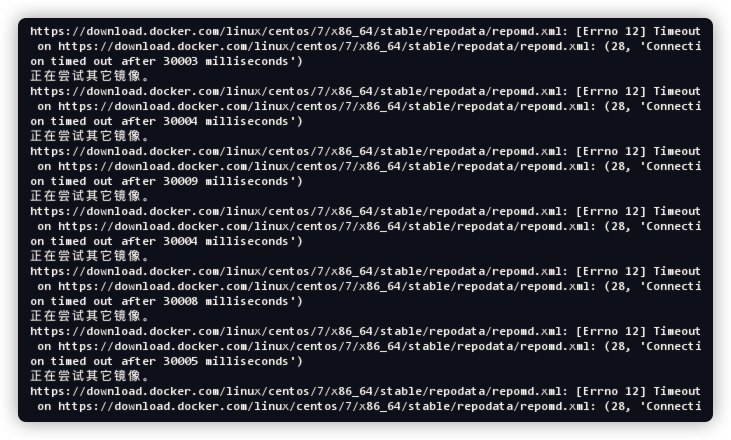 https://download.docker.com/linux/centos/7/x86_64/stable/repodata/repomd.xml: [Errno 12] Timeout
on https://download.docker.com/linux/centos/7/x86_64/stable/repodata/repomd.xml: (28, 'Connecti
on timed out after 30003 milliseconds')
正在尝试其它镜像。
https://download.docker.com/linux/centos/7/x86_64/stable/repodata/repomd.xml: [Errno 12] Timeout
on https://download.docker.com/linux/centos/7/x86_64/stable/repodata/repomd.xml: (28, 'Connecti
on timed out after 30004 milliseconds')
正在尝试其它镜像。
https://download.docker.com/linux/centos/7/x86_64/stable/repodata/repomd.xml: [Errno 12] Timeout
on https://download.docker.com/linux/centos/7/x86_64/stable/repodata/repomd.xml: (28, 'Connecti
on timed out after 30009 milliseconds')
正在尝试其它镜像。
https://download.docker.com/linux/centos/7/x86_64/stable/repodata/repomd.xml: [Errno 12] Timeout
on https://download.docker.com/linux/centos/7/x86_64/stable/repodata/repomd.xml: (28, 'Connecti
on timed out after 30004 milliseconds')
正在尝试其它镜像。
https://download.docker.com/linux/centos/7/x86_64/stable/repodata/repomd.xml: [Errno 12] Timeout
on https://download.docker.com/linux/centos/7/x86_64/stable/repodata/repomd.xml: (28, 'Connecti
on timed out after 30008 milliseconds')
正在尝试其它镜像。
https://download.docker.com/linux/centos/7/x86_64/stable/repodata/repomd.xml: [Errno 12] Timeout
on https://download.docker.com/linux/centos/7/x86_64/stable/repodata/repomd.xml: (28, 'Connecti
on timed out after 30005 milliseconds')
正在尝试其它镜像。
https://download.docker.com/linux/centos/7/x86_64/stable/repodata/repomd.xml: [Errno 12] Timeout
on https://download.docker.com/linux/centos/7/x86_64/stable/repodata/repomd.xml: (28, 'Connecti